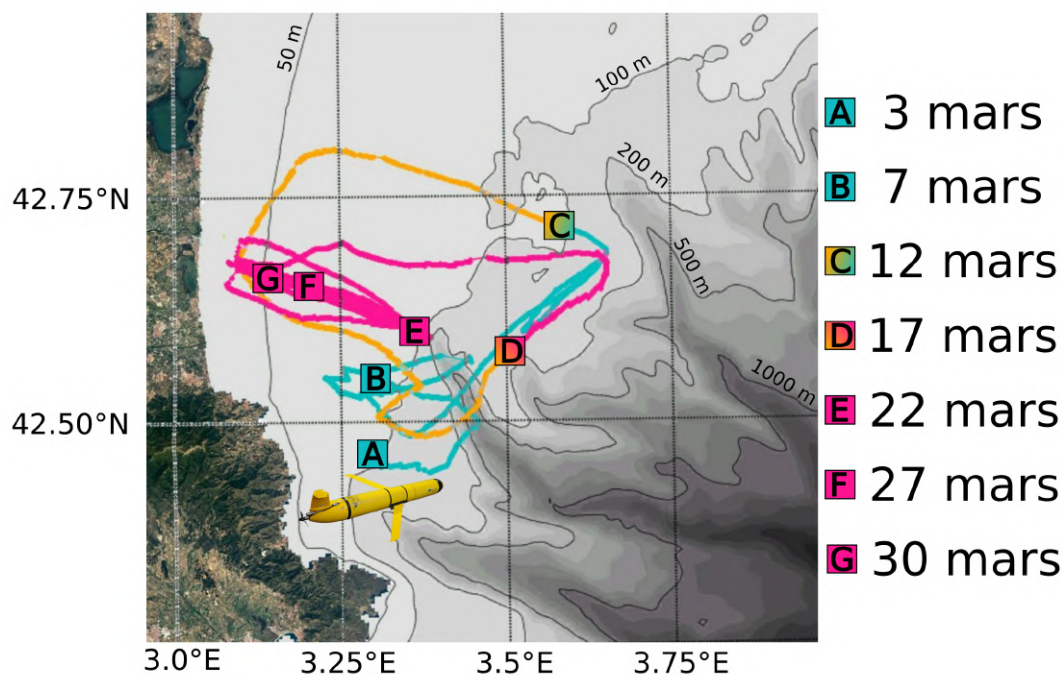 50 m
100 m
200 m
500 m
1000 m
42.75°N
42.50°N
3.0°E
3.25°E
3.5°E
3.75°E
C
G
F
E
D
B
A
A 3 mars
B 7 mars
C 12 mars
D 17 mars
E 22 mars
F 27 mars
G 30 mars